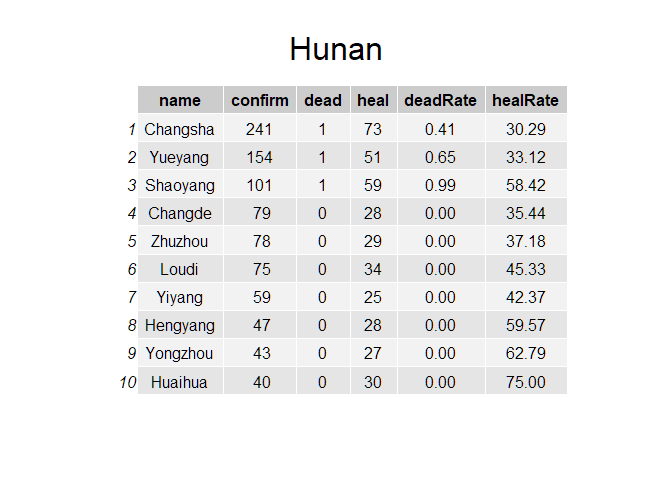 Hunan
name confirm dead heal deadRate healRate
1 Changsha 241 1 73 0.41 30.29
2 Yueyang 154 1 51 0.65 33.12
3 Shaoyang 101 1 59 0.99 58.42
4 Changde 79 0 28 0.00 35.44
5 Zhuzhou 78 0 29 0.00 37.18
6 Loudi 75 0 34 0.00 45.33
7 Yiyang 59 0 25 0.00 42.37
8 Hengyang 47 0 28 0.00 59.57
9 Yongzhou 43 0 27 0.00 62.79
10 Huaihua 40 0 30 0.00 75.00